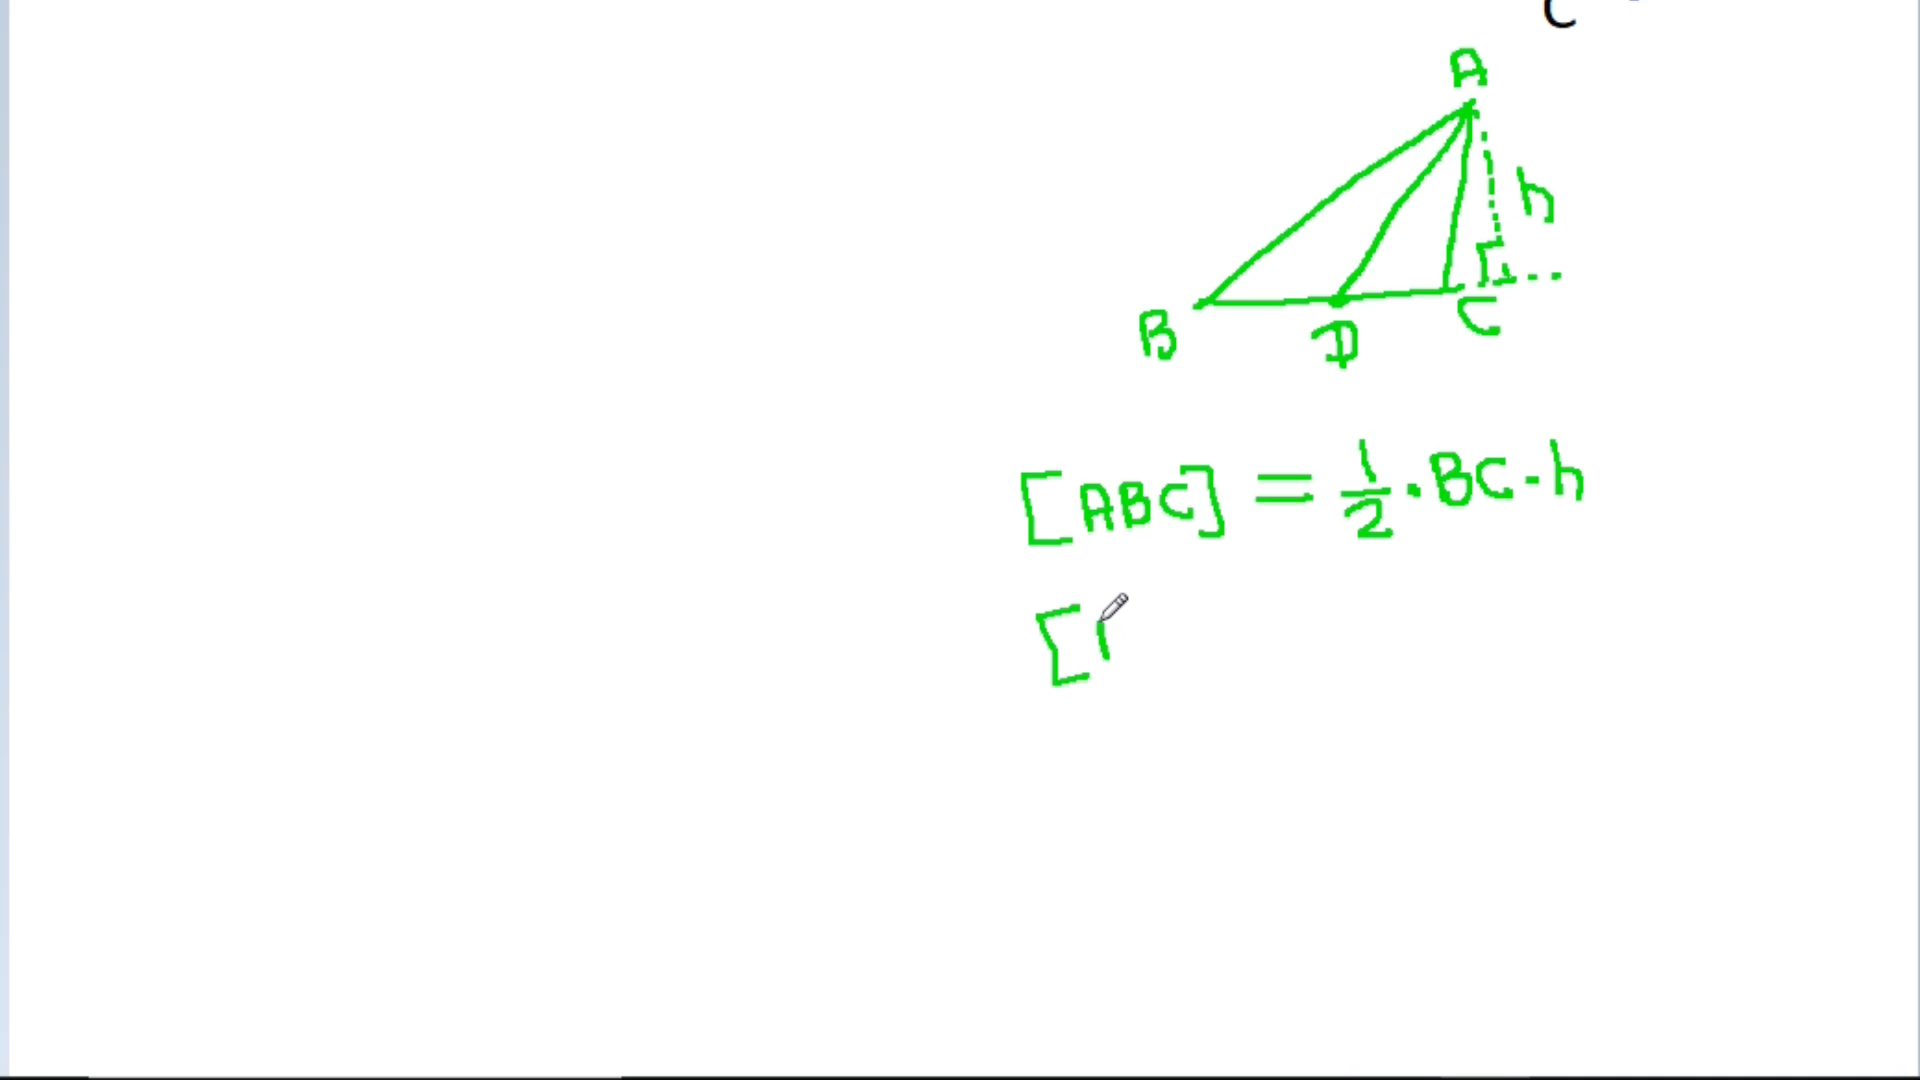 C
A
h
B D C
[ABC] = 1/2 · BC · h
[